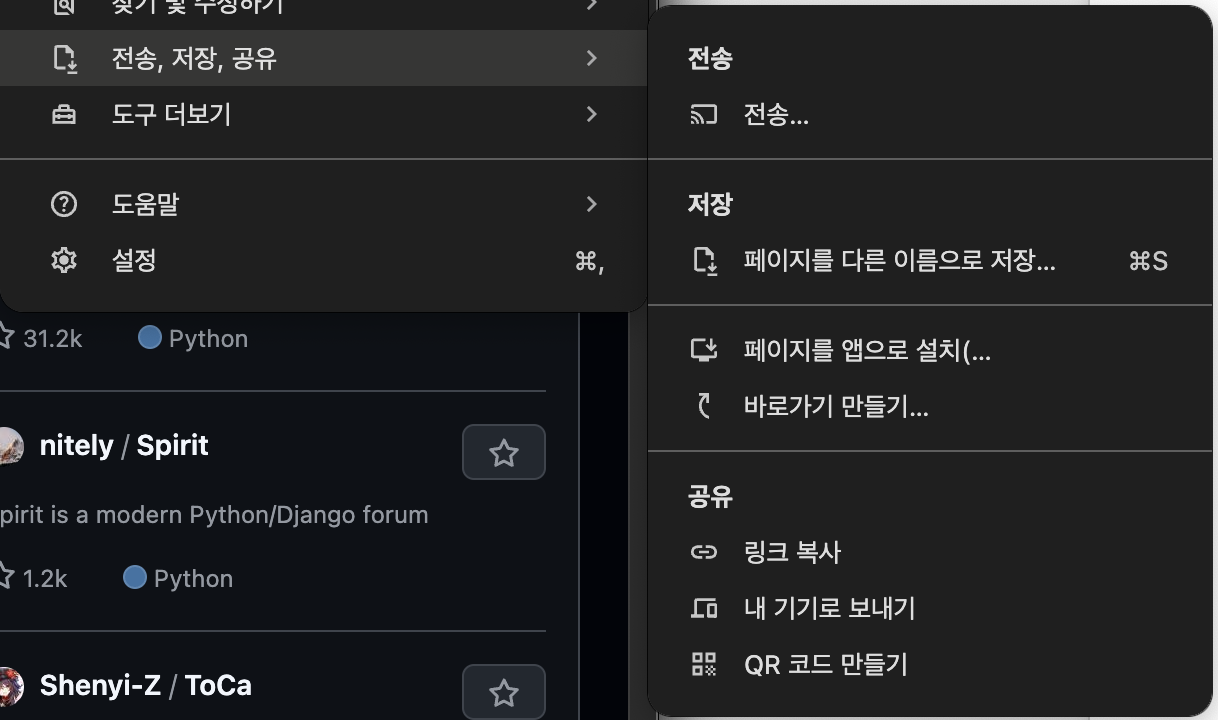 찾기 및 수정하기
전송, 저장, 공유
도구 더보기
도움말
설정 ⌘,
31.2k Python
nitely / Spirit
pirit is a modern Python/Django forum
1.2k Python
Shenyi-Z / ToCa
전송
전송...
저장
페이지를 다른 이름으로 저장... ⌘S
페이지를 앱으로 설치(...
바로가기 만들기...
공유
링크 복사
내 기기로 보내기
QR 코드 만들기